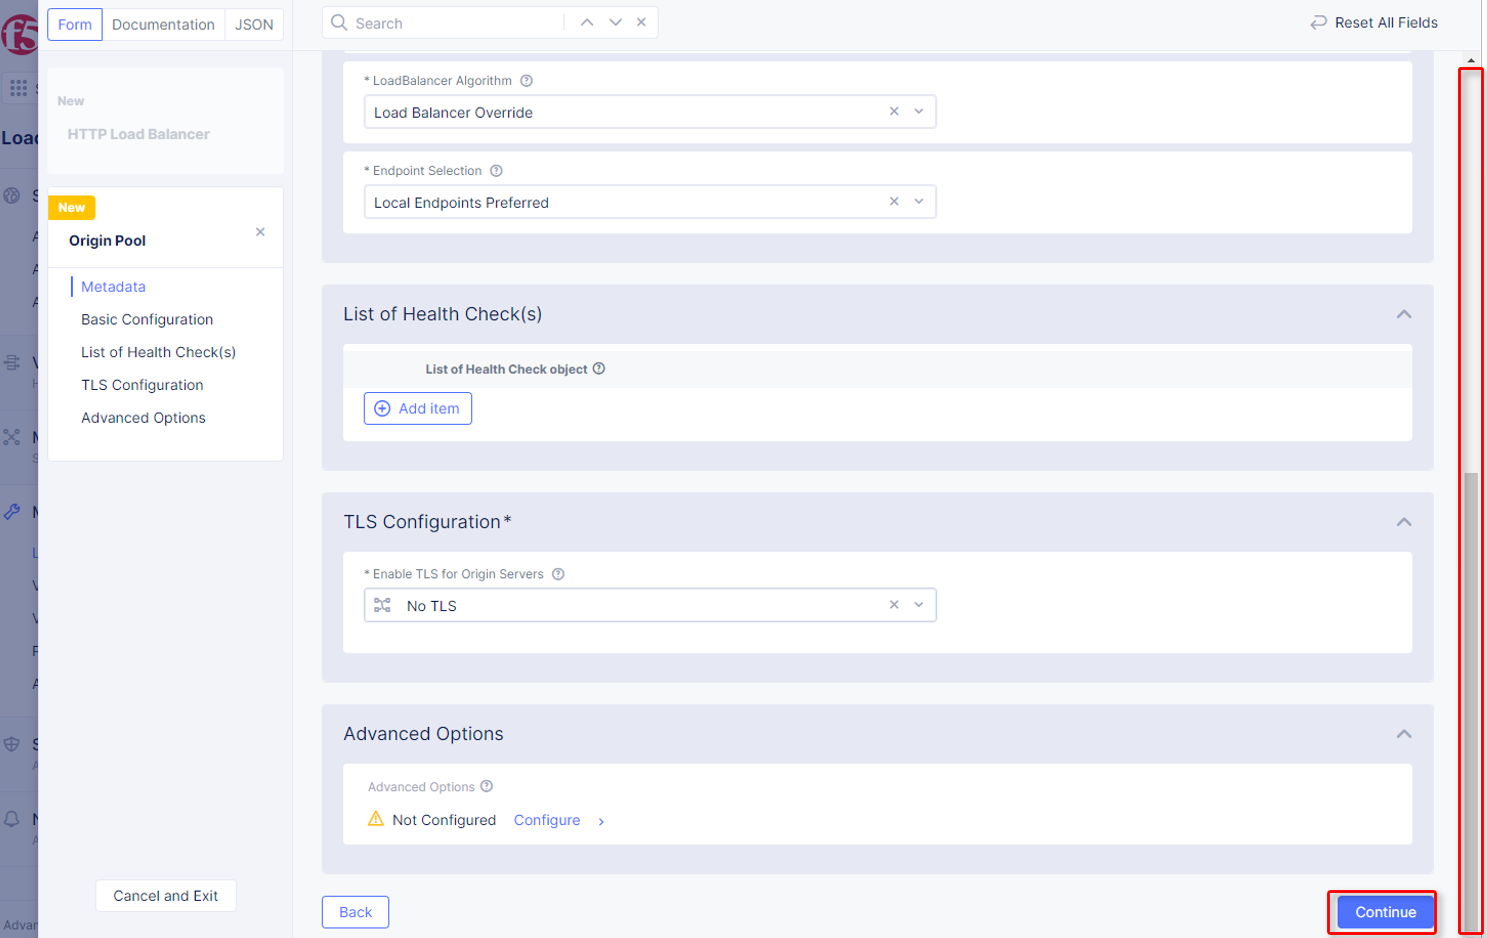 Form
Documentation
JSON
Search
Reset All Fields
f5
New
HTTP Load Balancer
Load
New
Origin Pool
Metadata
Basic Configuration
List of Health Check(s)
TLS Configuration
Advanced Options
* LoadBalancer Algorithm
Load Balancer Override
* Endpoint Selection
Local Endpoints Preferred
List of Health Check(s)
List of Health Check object
Add item
TLS Configuration*
* Enable TLS for Origin Servers
No TLS
Advanced Options
Advanced Options
Not Configured
Configure
Cancel and Exit
Back
Continue
Advan